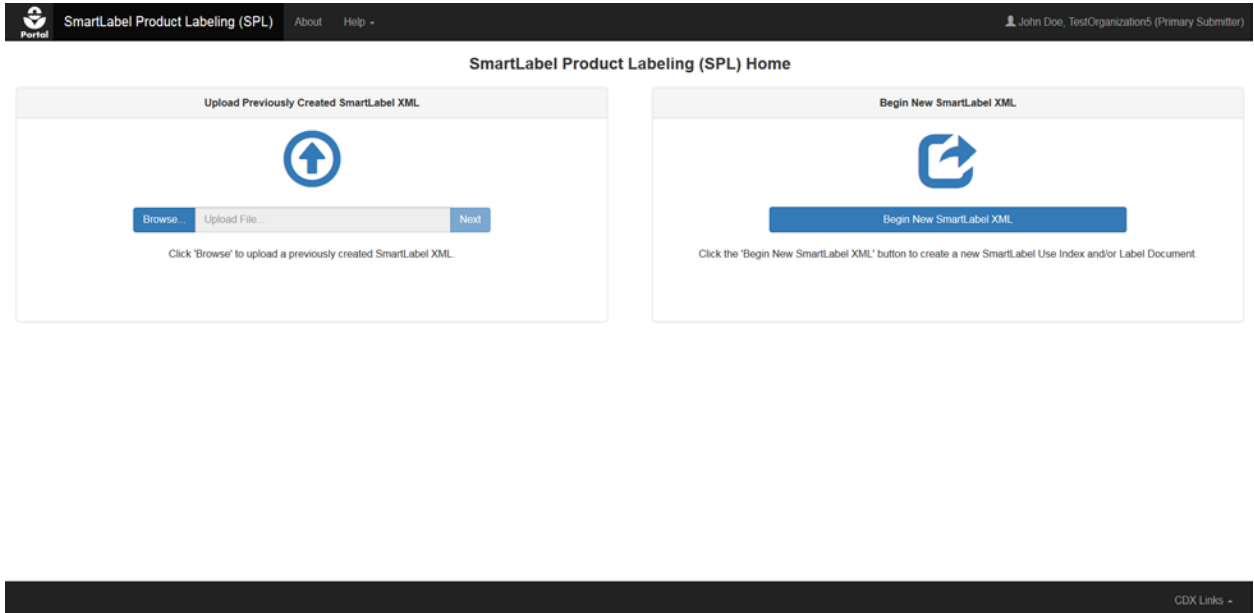 Portal
SmartLabel Product Labeling (SPL) About Help
John Doe, TestOrganization5 (Primary Submitter)
SmartLabel Product Labeling (SPL) Home
Upload Previously Created SmartLabel XML
Browse... Upload File... Next
Click 'Browse' to upload a previously created SmartLabel XML.
Begin New SmartLabel XML
Begin New SmartLabel XML
Click the 'Begin New SmartLabel XML' button to create a new SmartLabel Use Index and/or Label Document.
CDX Links